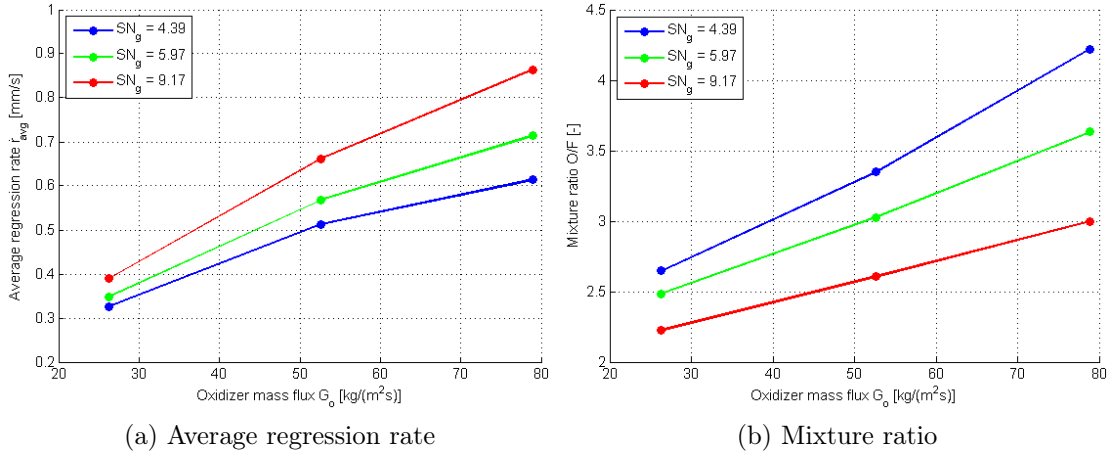 SN_g = 4.39
SN_g = 5.97
SN_g = 9.17
1
0.9
0.8
0.7
0.6
0.5
0.4
0.3
0.2
Average regression rate ṙ_avg [mm/s]
20 30 40 50 60 70 80
Oxidizer mass flux G_o [kg/(m²s)]
(a) Average regression rate
SN_g = 4.39
SN_g = 5.97
SN_g = 9.17
4.5
4
3.5
3
2.5
2
Mixture ratio O/F [-]
20 30 40 50 60 70 80
Oxidizer mass flux G_o [kg/(m²s)]
(b) Mixture ratio